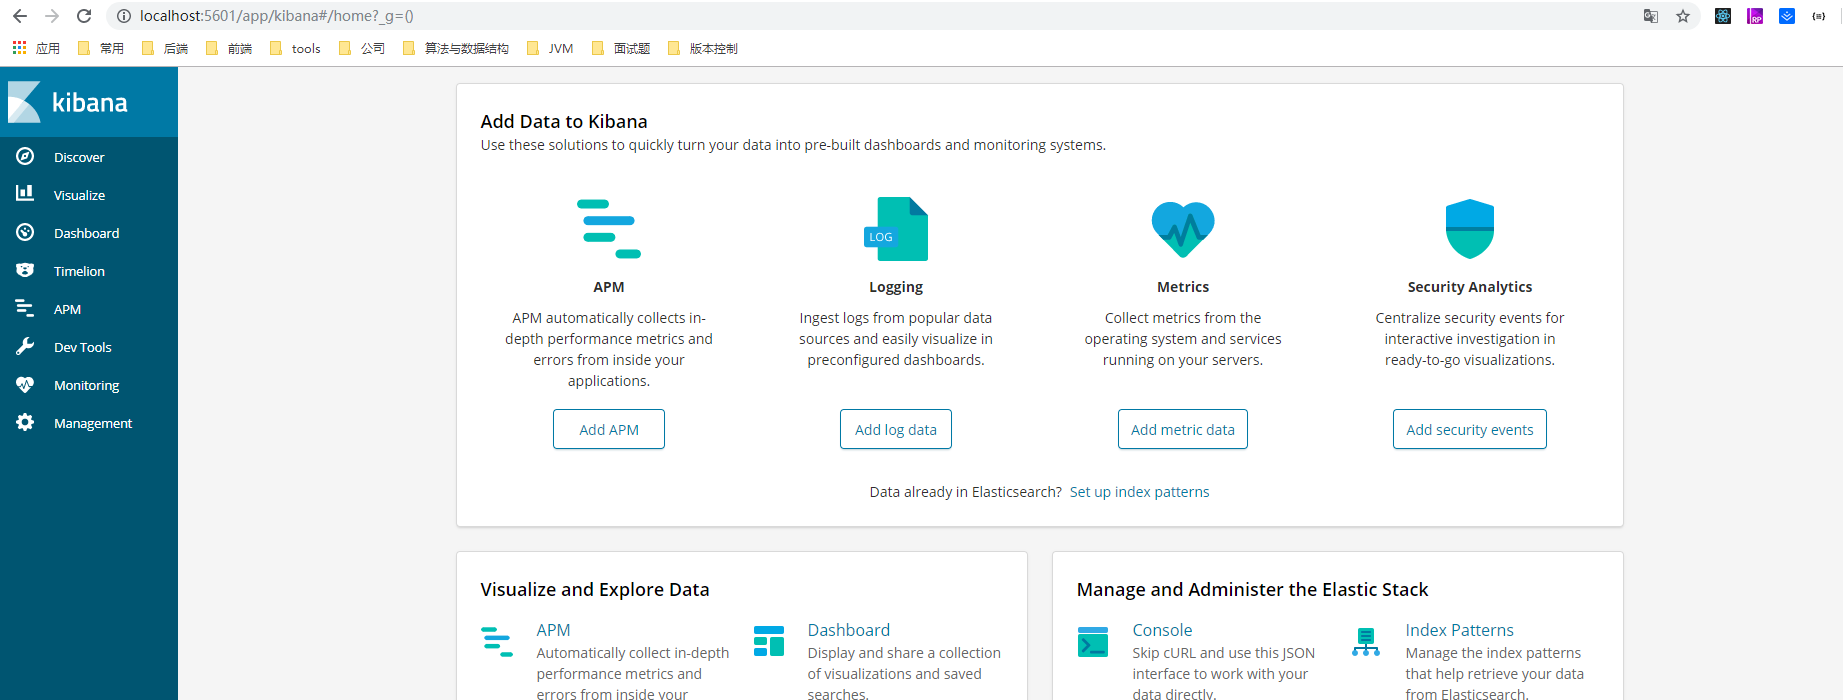 localhost:5601/app/kibana#/home?_g=()
应用 常用 后端 前端 tools 公司 算法与数据结构 JVM 面试题 版本控制
kibana
Discover
Visualize
Dashboard
Timelion
APM
Dev Tools
Monitoring
Management
Add Data to Kibana
Use these solutions to quickly turn your data into pre-built dashboards and monitoring systems.
APM
APM automatically collects in-
depth performance metrics and
errors from inside your
applications.
Add APM
LOG
Logging
Ingest logs from popular data
sources and easily visualize in
preconfigured dashboards.
Add log data
Metrics
Collect metrics from the
operating system and services
running on your servers.
Add metric data
Security Analytics
Centralize security events for
interactive investigation in
ready-to-go visualizations.
Add security events
Data already in Elasticsearch? Set up index patterns
Visualize and Explore Data
APM
Automatically collect in-depth
performance metrics and
errors from inside your
Dashboard
Display and share a collection
of visualizations and saved
searches.
Manage and Administer the Elastic Stack
Console
Skip cURL and use this JSON
interface to work with your
data directly.
Index Patterns
Manage the index patterns
that help retrieve your data
from Elasticsearch.